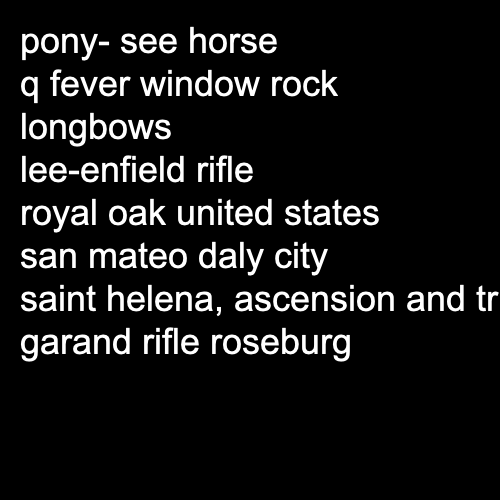 pony- see horse
q fever window rock
longbows
lee-enfield rifle
royal oak united states
san mateo daly city
saint helena, ascension and tr
garand rifle roseburg